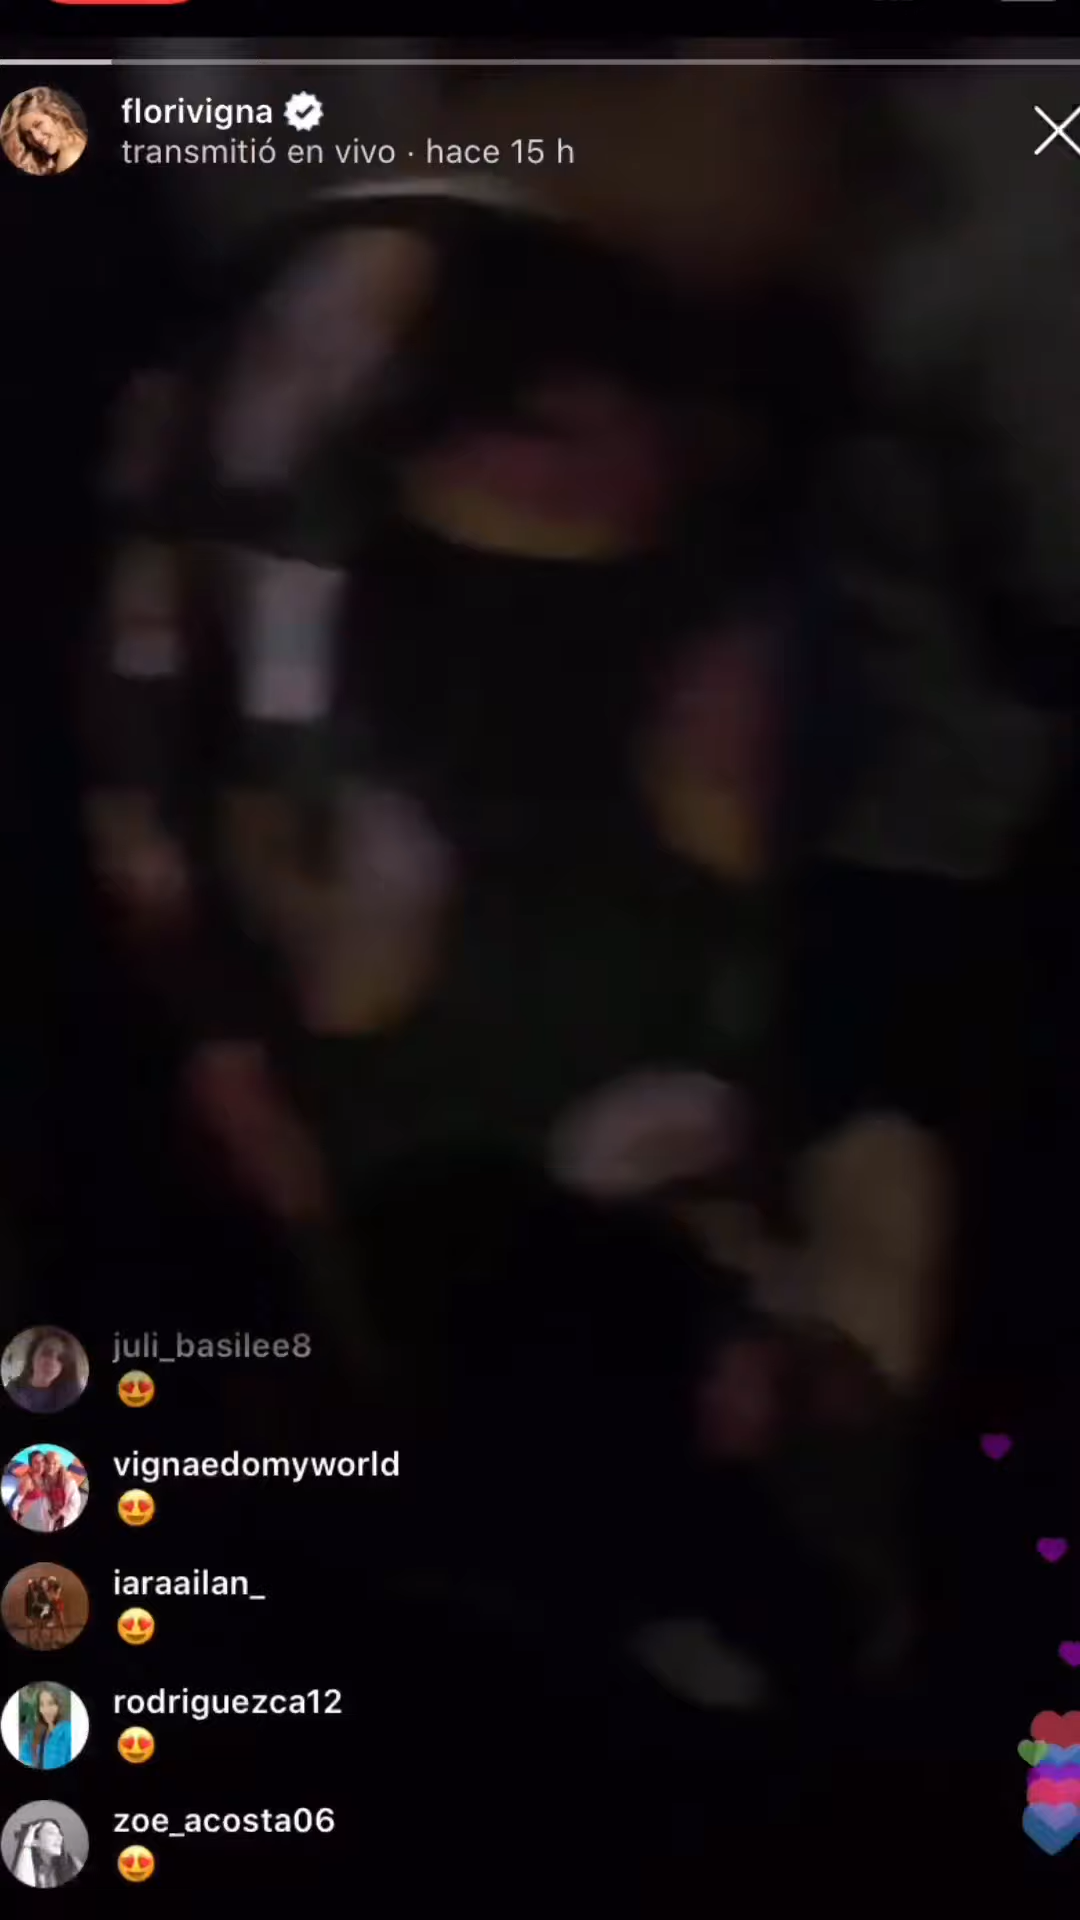 florivigna
transmitió en vivo · hace 15 h
juli_basilee8
😍
vignaedomyworld
😍
iaraailan_
😍
rodriguezca12
😍
zoe_acosta06
😍